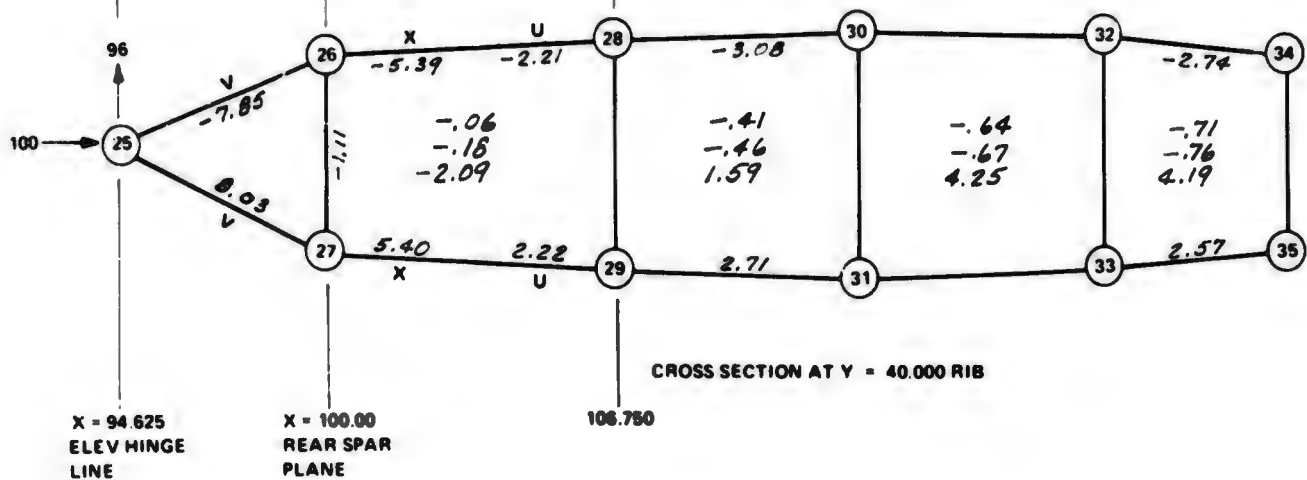 96
100
25
26
27
28
29
30
31
32
33
34
35
V
-7.85
8.03
V
-1.11
X
U
-5.39
-2.21
-.06
-.18
-2.09
5.40
2.22
X
U
-3.08
-.41
-.46
1.59
2.71
-.64
-.67
4.25
-2.74
-.71
-.76
4.19
2.57
CROSS SECTION AT Y = 40.000 RIB
X = 94.625
ELEV HINGE
LINE
X = 100.00
REAR SPAR
PLANE
106.750